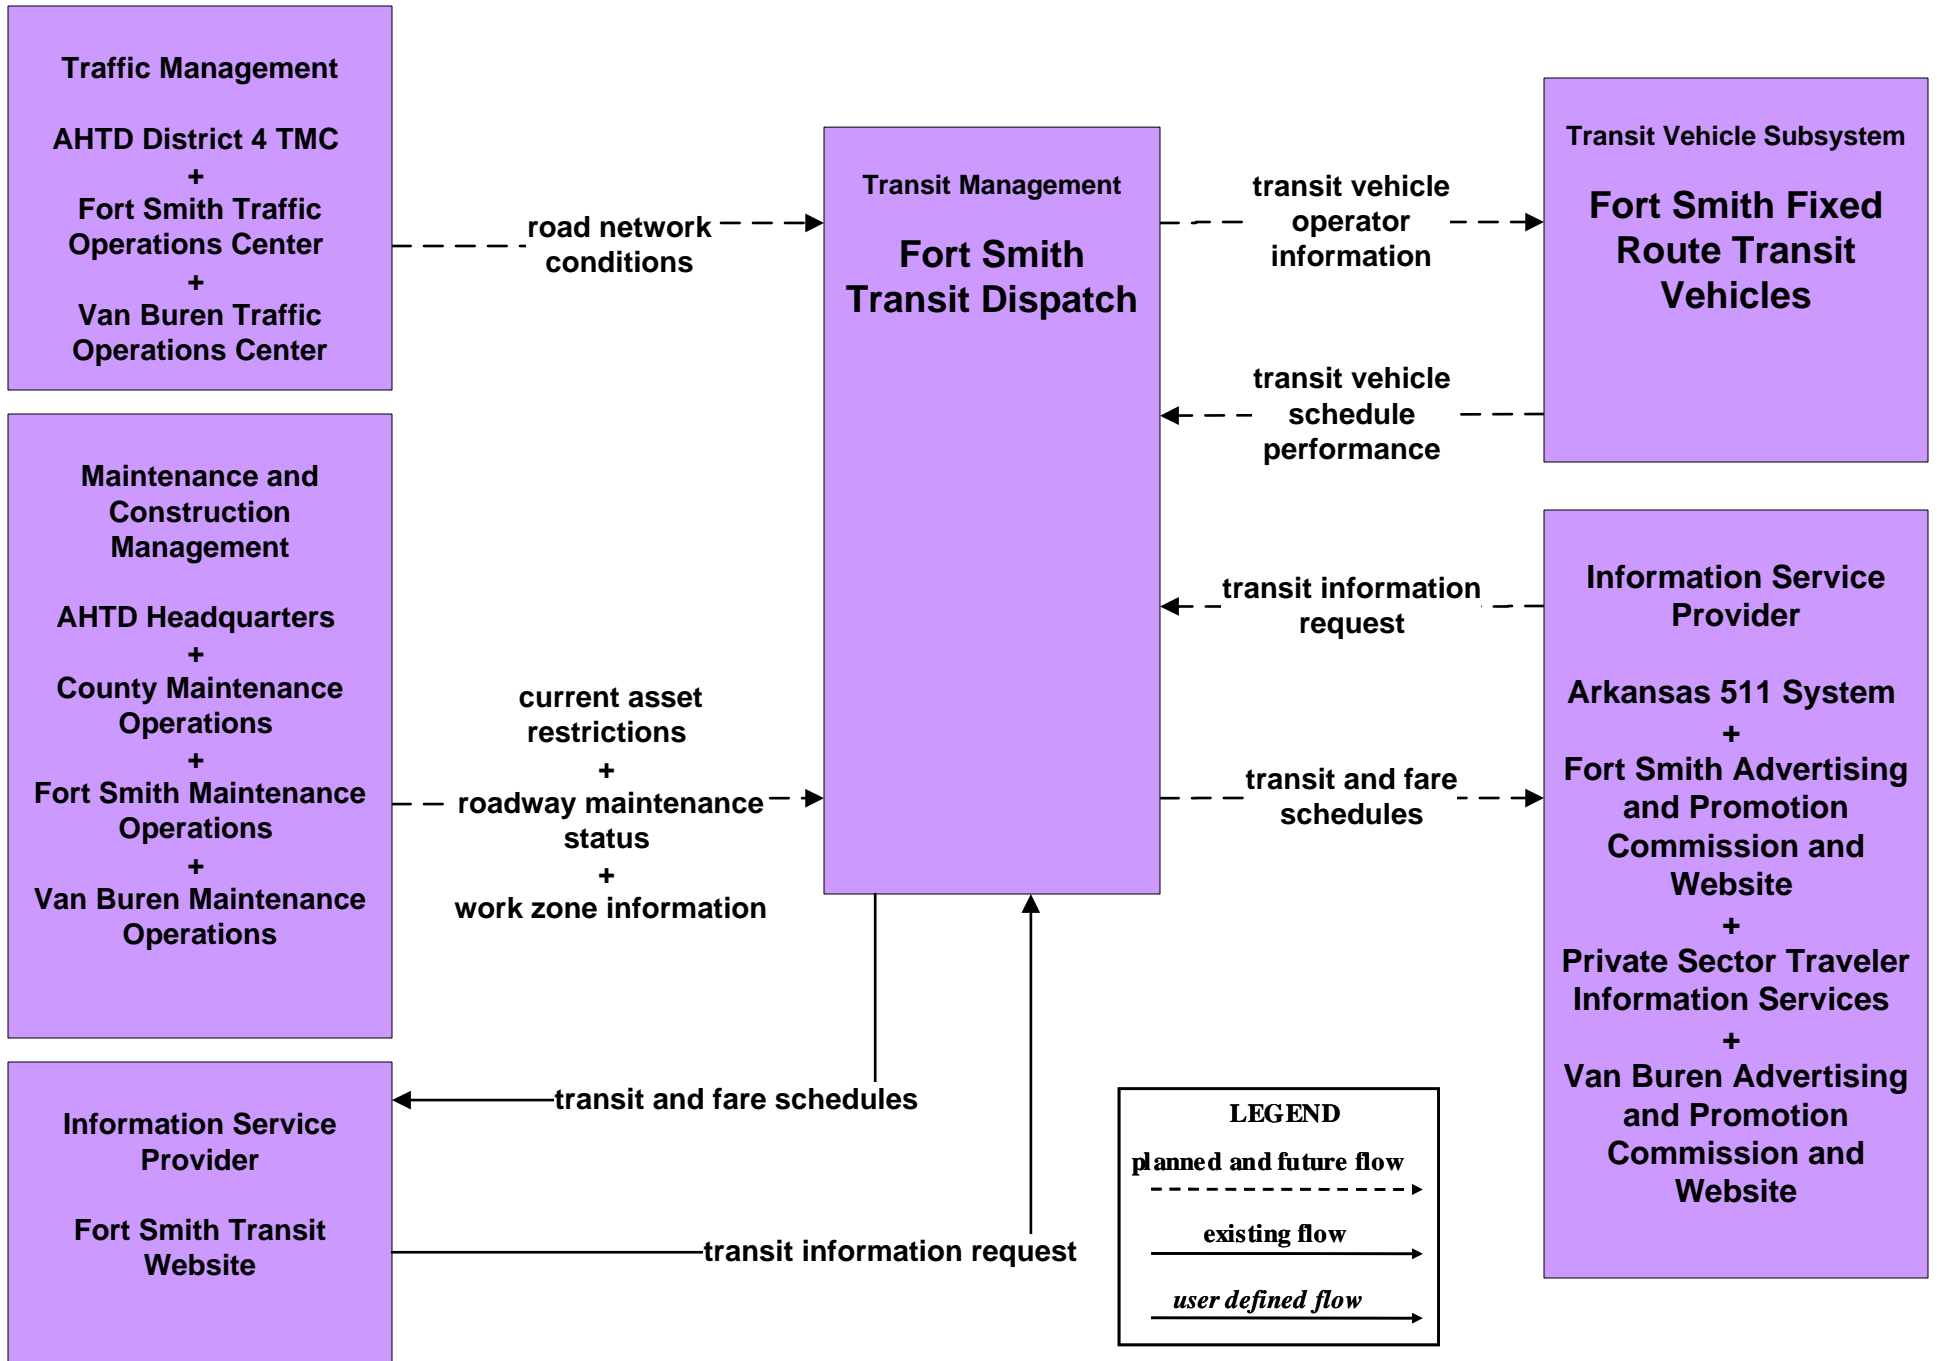 Traffic Management
AHTD District 4 TMC
+
Fort Smith Traffic
Operations Center
+
Van Buren Traffic
Operations Center
road network
conditions
Transit Management
Fort Smith
Transit Dispatch
transit vehicle
operator
information
Transit Vehicle Subsystem
Fort Smith Fixed
Route Transit
Vehicles
transit vehicle
schedule
performance
Maintenance and
Construction
Management
AHTD Headquarters
+
County Maintenance
Operations
+
Fort Smith Maintenance
Operations
+
Van Buren Maintenance
Operations
current asset
restrictions
+
roadway maintenance
status
+
work zone information
transit information
request
transit and fare
schedules
Information Service
Provider
Arkansas 511 System
+
Fort Smith Advertising
and Promotion
Commission and
Website
+
Private Sector Traveler
Information Services
+
Van Buren Advertising
and Promotion
Commission and
Website
Information Service
Provider
Fort Smith Transit
Website
transit and fare schedules
transit information request
LEGEND
planned and future flow
existing flow
user defined flow